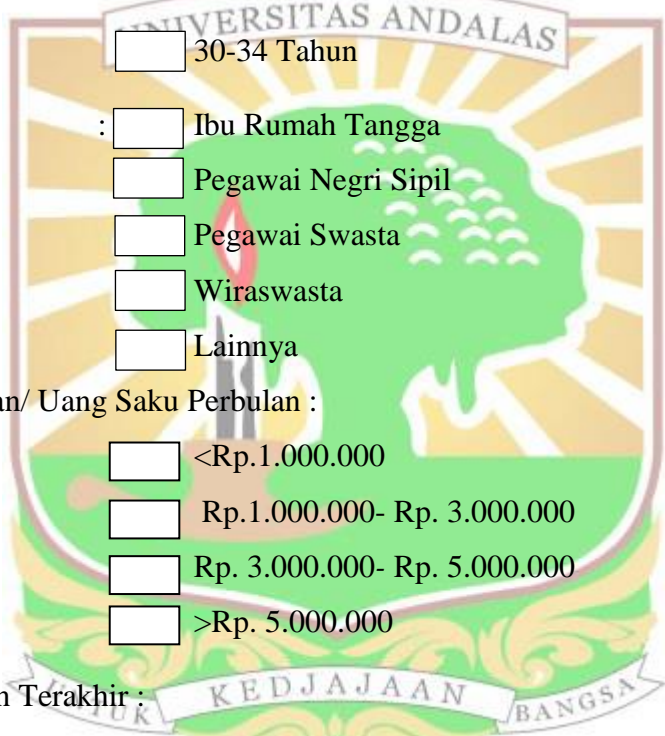 UNIVERSITAS ANDALAS
30-34 Tahun
: Ibu Rumah Tangga
Pegawai Negri Sipil
Pegawai Swasta
Wiraswasta
Lainnya
an/ Uang Saku Perbulan :
<Rp.1.000.000
Rp.1.000.000- Rp. 3.000.000
Rp. 3.000.000- Rp. 5.000.000
>Rp. 5.000.000
n Terakhir :
UNTUK KEDJAJAAN BANGSA